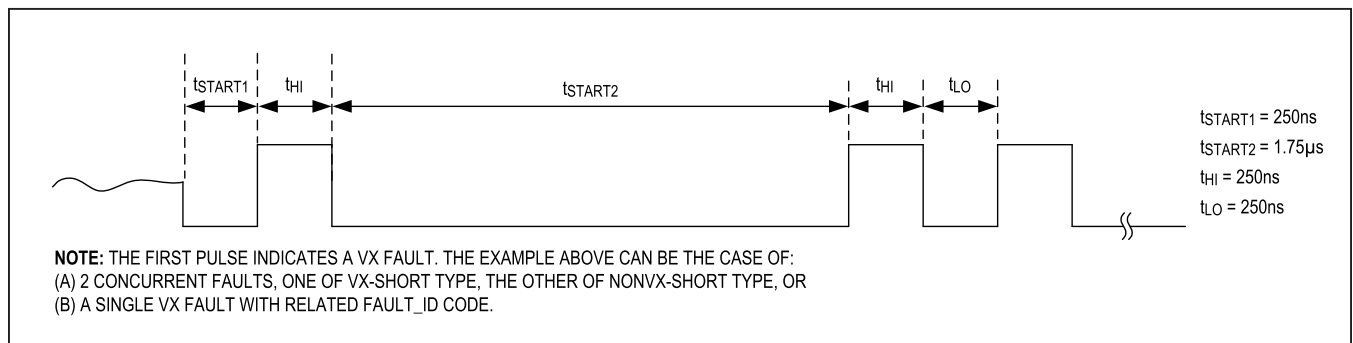 tSTART1
tHI
tSTART2
tHI
tLO
tSTART1 = 250ns
tSTART2 = 1.75µs
tHI = 250ns
tLO = 250ns
NOTE: THE FIRST PULSE INDICATES A VX FAULT. THE EXAMPLE ABOVE CAN BE THE CASE OF:
(A) 2 CONCURRENT FAULTS, ONE OF VX-SHORT TYPE, THE OTHER OF NONVX-SHORT TYPE, OR
(B) A SINGLE VX FAULT WITH RELATED FAULT_ID CODE.